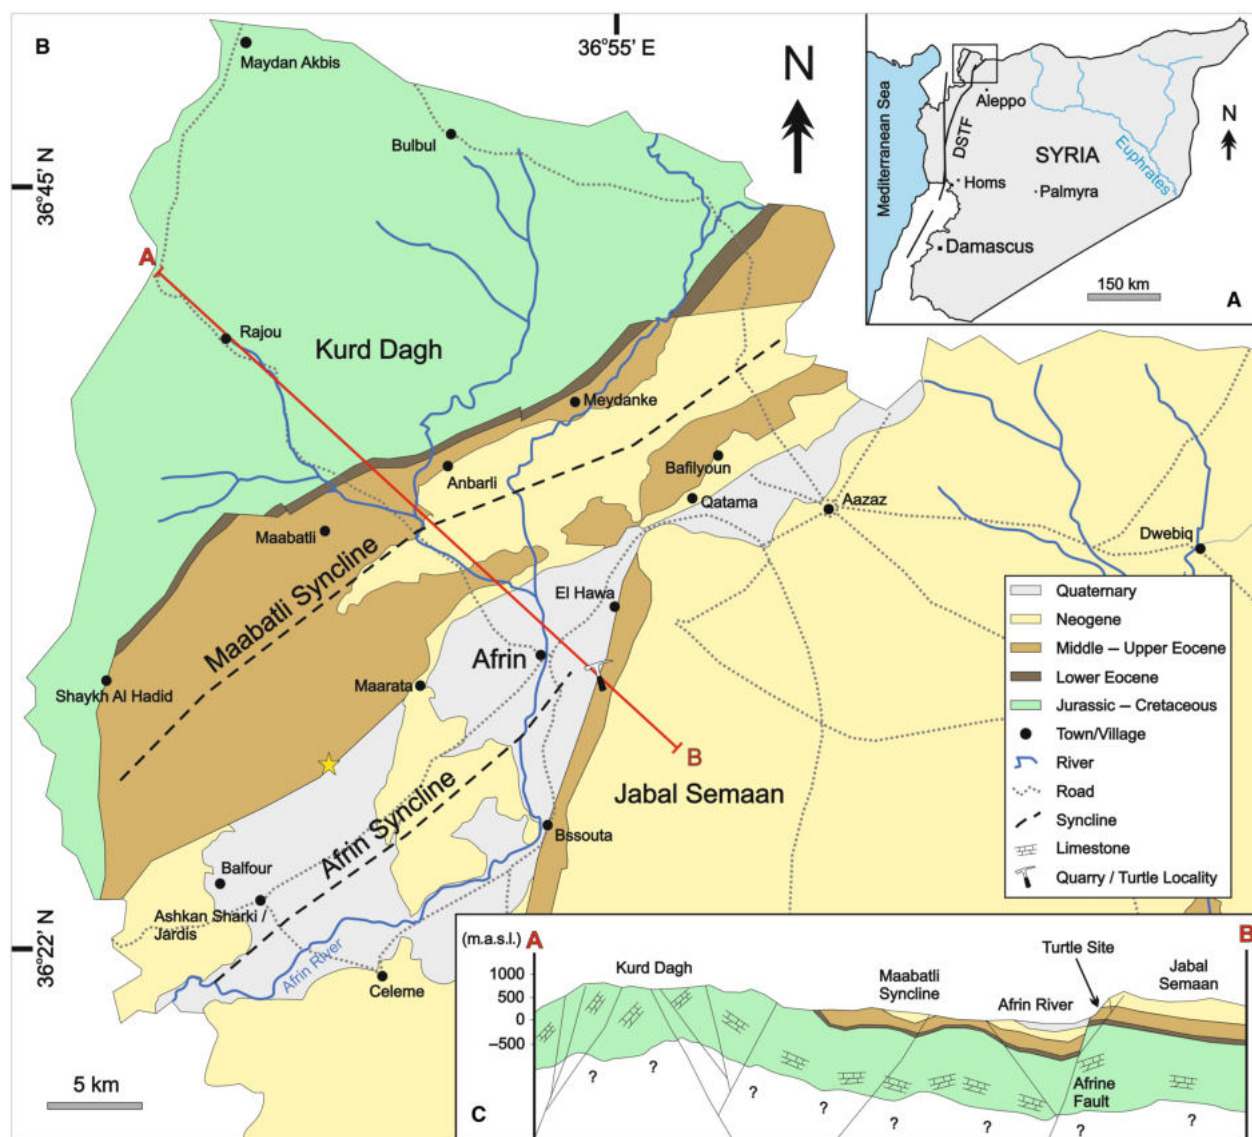 B
36°55' E
N
36°45' N
36°22' N
Maydan Akbis
Bulbul
A
Rajou
Kurd Dagh
Meydanke
Anbarli
Bafilyoun
Qatama
Aazaz
Maabatli
Dwebiq
Maabatli Syncline
El Hawa
Afrin
Shaykh Al Hadid
Maarata
B
Jabal Semaan
Afrin Syncline
Bssouta
Balfour
Ashkan Sharki /
Jardis
Afrin River
Celeme
5 km
Mediterranean Sea
DSTF
Aleppo
N
SYRIA
Euphrates
Homs
Palmyra
Damascus
150 km
A
Quaternary
Neogene
Middle – Upper Eocene
Lower Eocene
Jurassic – Cretaceous
Town/Village
River
Road
Syncline
Limestone
Quarry / Turtle Locality
(m.a.s.l.)
A
B
Kurd Dagh
Maabatli
Syncline
Afrin River
Turtle Site
Jabal
Semaan
1000
500
0
–500
Afrine
Fault
? ? ? ? ? ? ? ?
C